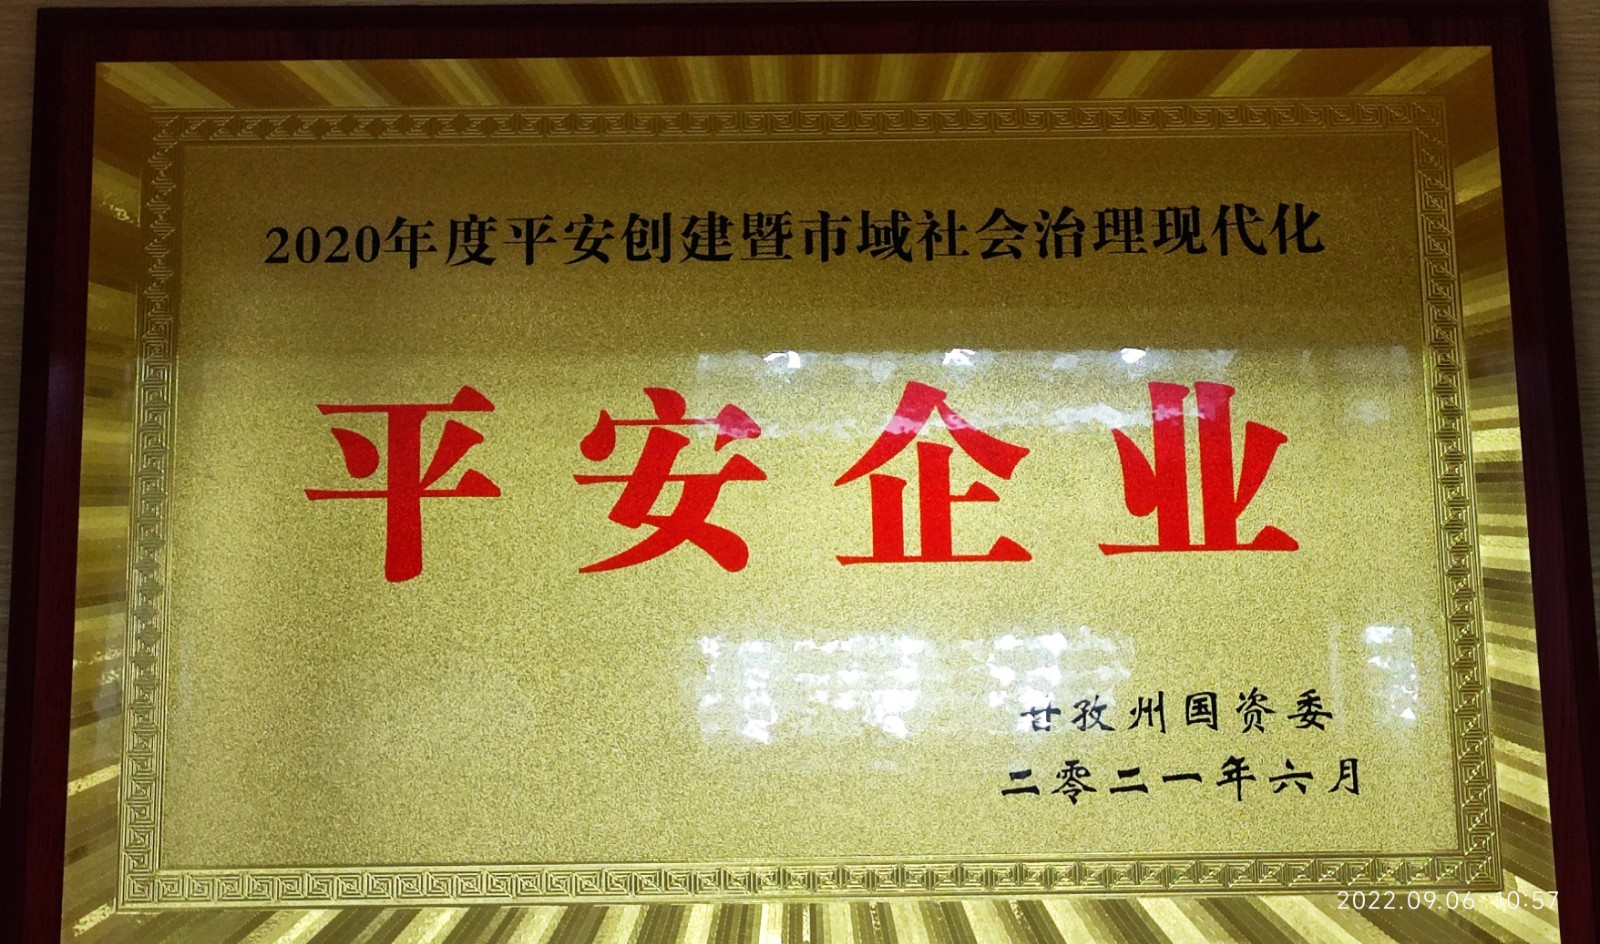 2020年度平安创建暨市域社会治理现代化
平安企业
甘孜州国资委
二零二一年六月
2022.09.06 10:57